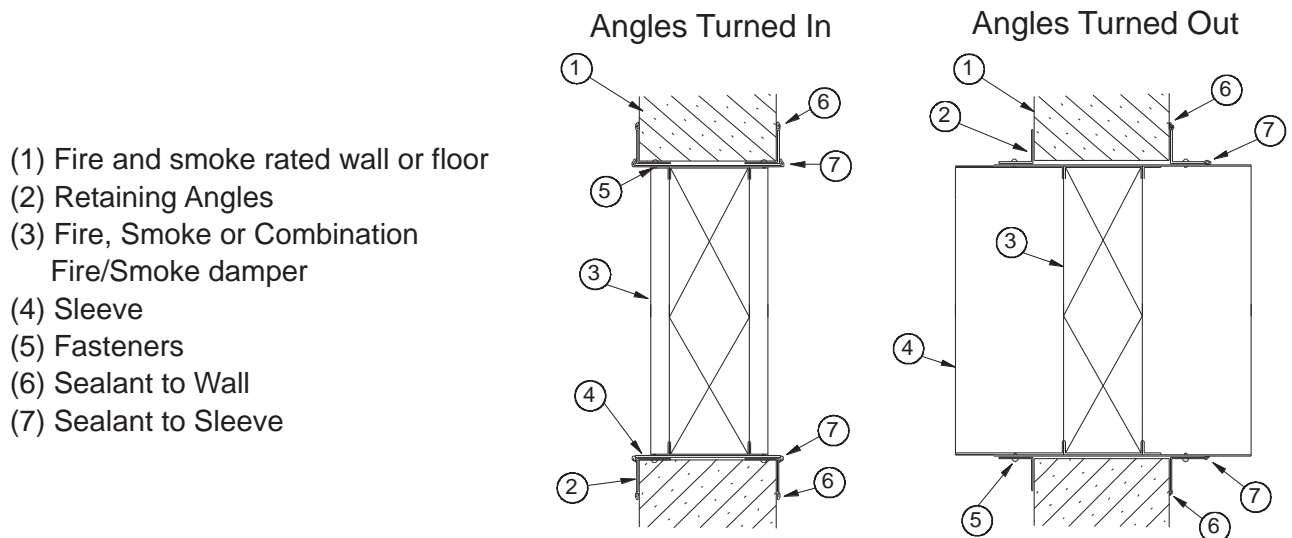 Angles Turned In
Angles Turned Out
(1) Fire and smoke rated wall or floor
(2) Retaining Angles
(3) Fire, Smoke or Combination
Fire/Smoke damper
(4) Sleeve
(5) Fasteners
(6) Sealant to Wall
(7) Sealant to Sleeve
1
6
7
5
3
4
7
2
6
1
6
2
7
3
4
5
7
6